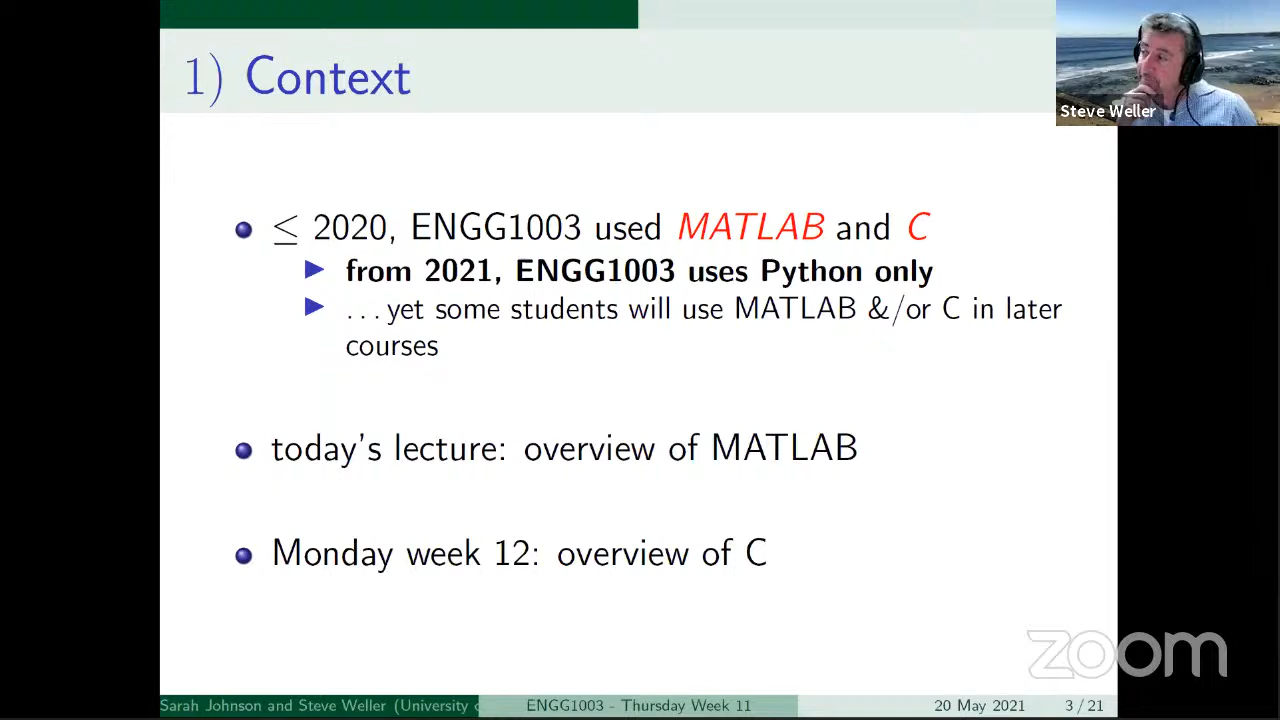 1) Context
Steve Weller
≤ 2020, ENGG1003 used MATLAB and C
from 2021, ENGG1003 uses Python only
...yet some students will use MATLAB &/or C in later
courses
today's lecture: overview of MATLAB
Monday week 12: overview of C
zoom
Sarah Johnson and Steve Weller (University
ENGG1003 - Thursday Week 11
20 May 2021
3 / 21